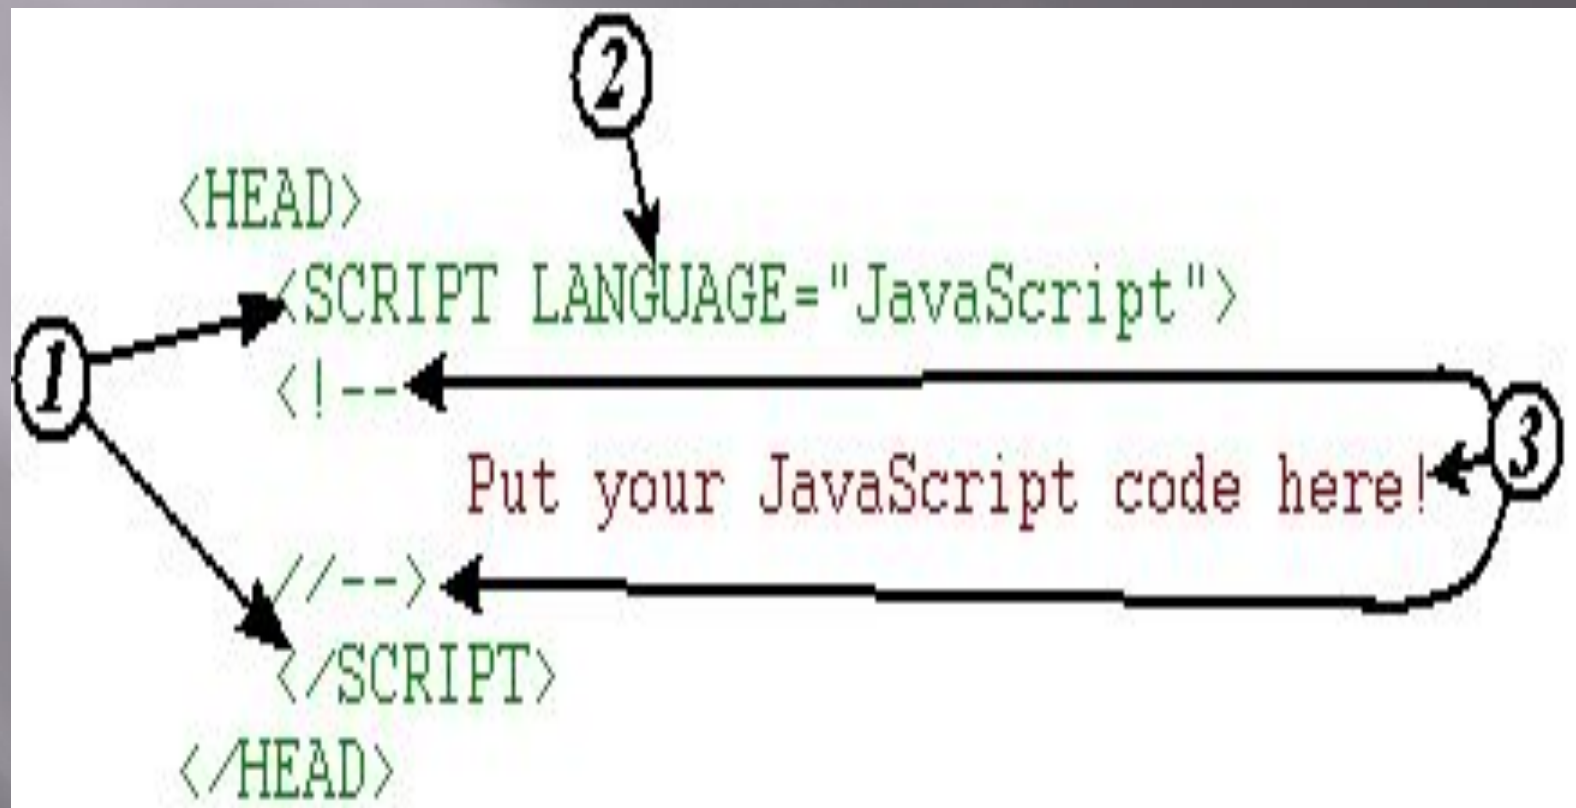 2
<HEAD>
<SCRIPT LANGUAGE="JavaScript">
1
<!--
3
Put your JavaScript code here!
//-->
</SCRIPT>
</HEAD>